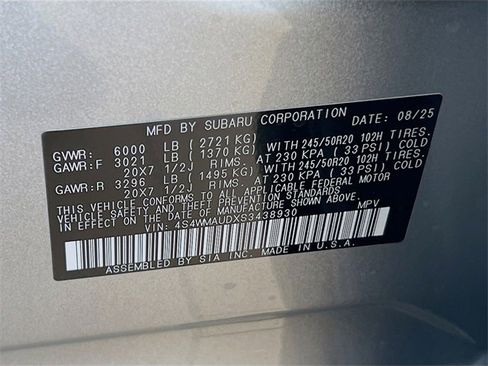 MFD BY SUBARU CORPORATION DATE: 08/25
GVWR: 6000 LB ( 2721 KG)
GAWR:F 3021 LB ( 1370 KG) WITH 245/50R20 102H TIRES.
20X7 1/2J RIMS. AT 230 KPA ( 33 PSI) COLD
GAWR:R 3296 LB ( 1495 KG) WITH 245/50R20 102H TIRES.
20X7 1/2J RIMS. AT 230 KPA ( 33 PSI) COLD
THIS VEHICLE CONFORMS TO ALL APPLICABLE FEDERAL MOTOR
VEHICLE SAFETY AND BUMPER STANDARDS
IN EFFECT ON THE DATE OF MANUFACTURE SHOWN ABOVE.
VIN: 4S4WMAUDXS3438930 MPV
ASSEMBLED BY SIA INC. MADE IN U.S.A.